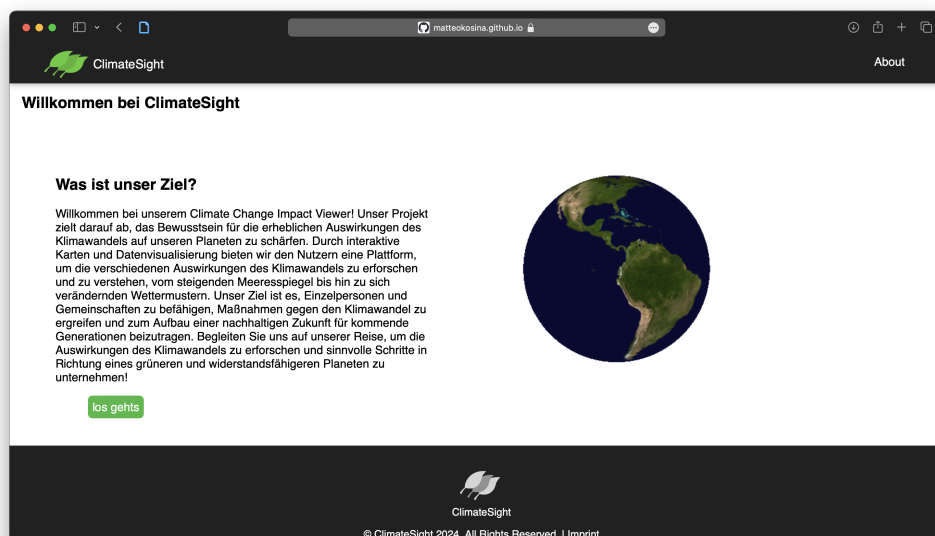 matteokosina.github.io
ClimateSight
About
Willkommen bei ClimateSight
Was ist unser Ziel?
Willkommen bei unserem Climate Change Impact Viewer! Unser Projekt
zielt darauf ab, das Bewusstsein für die erheblichen Auswirkungen des
Klimawandels auf unseren Planeten zu schärfen. Durch interaktive
Karten und Datenvisualisierung bieten wir den Nutzern eine Plattform,
um die verschiedenen Auswirkungen des Klimawandels zu erforschen
und zu verstehen, vom steigenden Meeresspiegel bis hin zu sich
verändernden Wettermustern. Unser Ziel ist es, Einzelpersonen und
Gemeinschaften zu befähigen, Maßnahmen gegen den Klimawandel zu
ergreifen und zum Aufbau einer nachhaltigen Zukunft für kommende
Generationen beizutragen. Begleiten Sie uns auf unserer Reise, um die
Auswirkungen des Klimawandels zu erforschen und sinnvolle Schritte in
Richtung eines grüneren und widerstandsfähigeren Planeten zu
unternehmen!
los gehts
ClimateSight
© ClimateSight 2024. All Rights Reserved. | Imprint